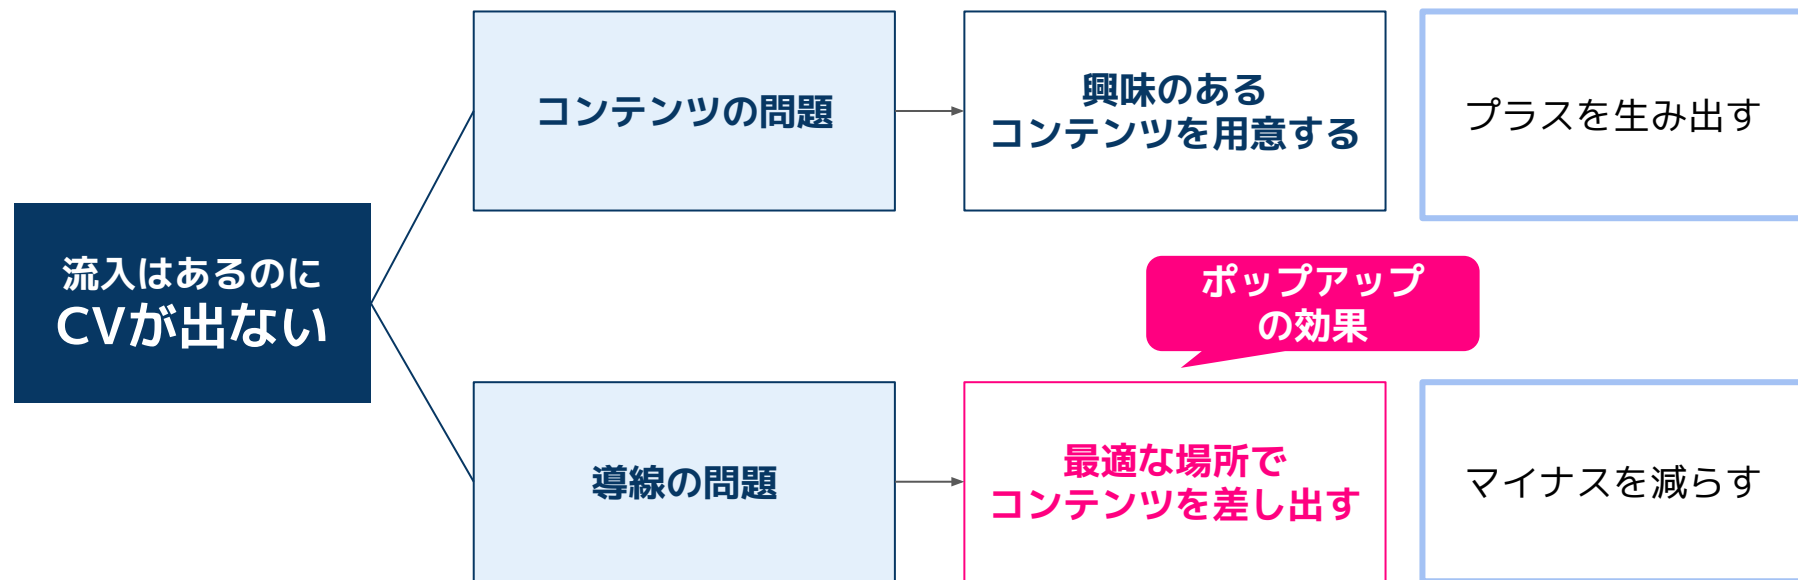 コンテンツの問題
興味のある
コンテンツを用意する
プラスを生み出す
流入はあるのに
CVが出ない
ポップアップ
の効果
導線の問題
最適な場所で
コンテンツを差し出す
マイナスを減らす